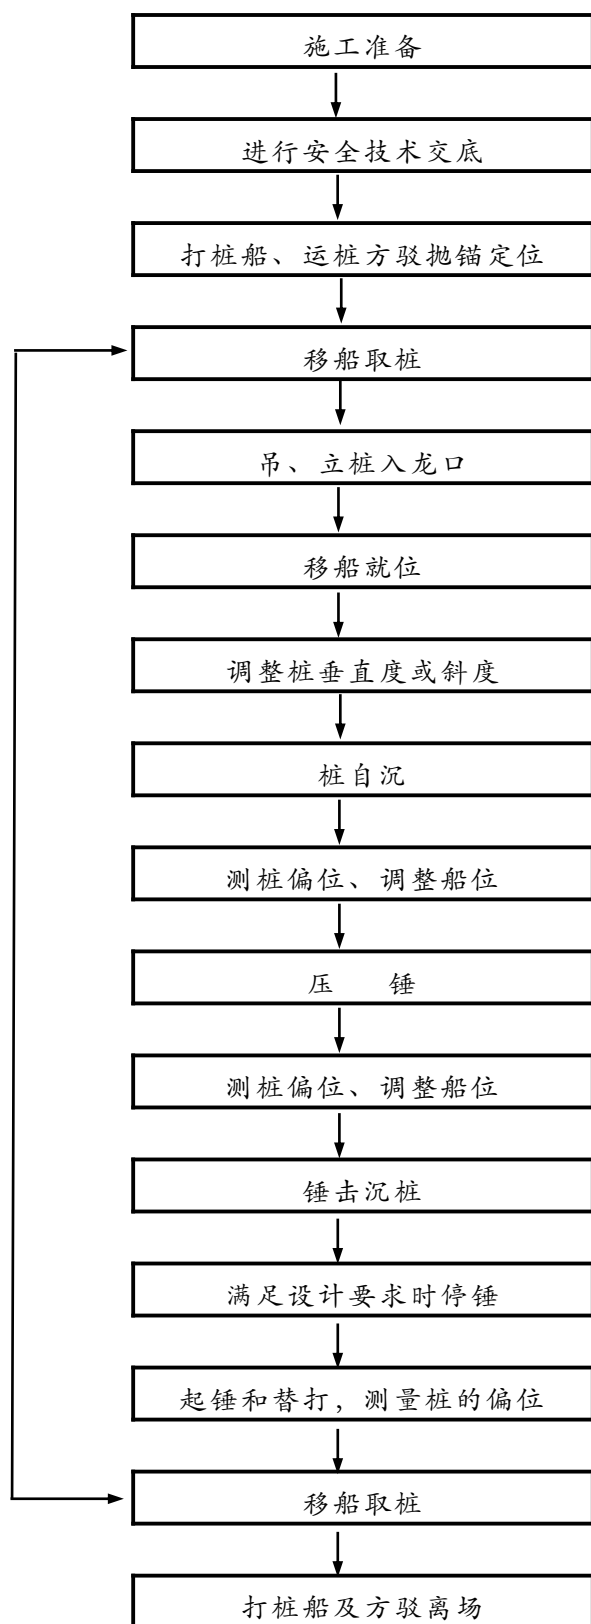 施工准备
进行安全技术交底
打桩船、运桩方驳抛锚定位
移船取桩
吊、立桩入龙口
移船就位
调整桩垂直度或斜度
桩自沉
测桩偏位、调整船位
压 锤
测桩偏位、调整船位
锤击沉桩
满足设计要求时停锤
起锤和替打，测量桩的偏位
移船取桩
打桩船及方驳离场